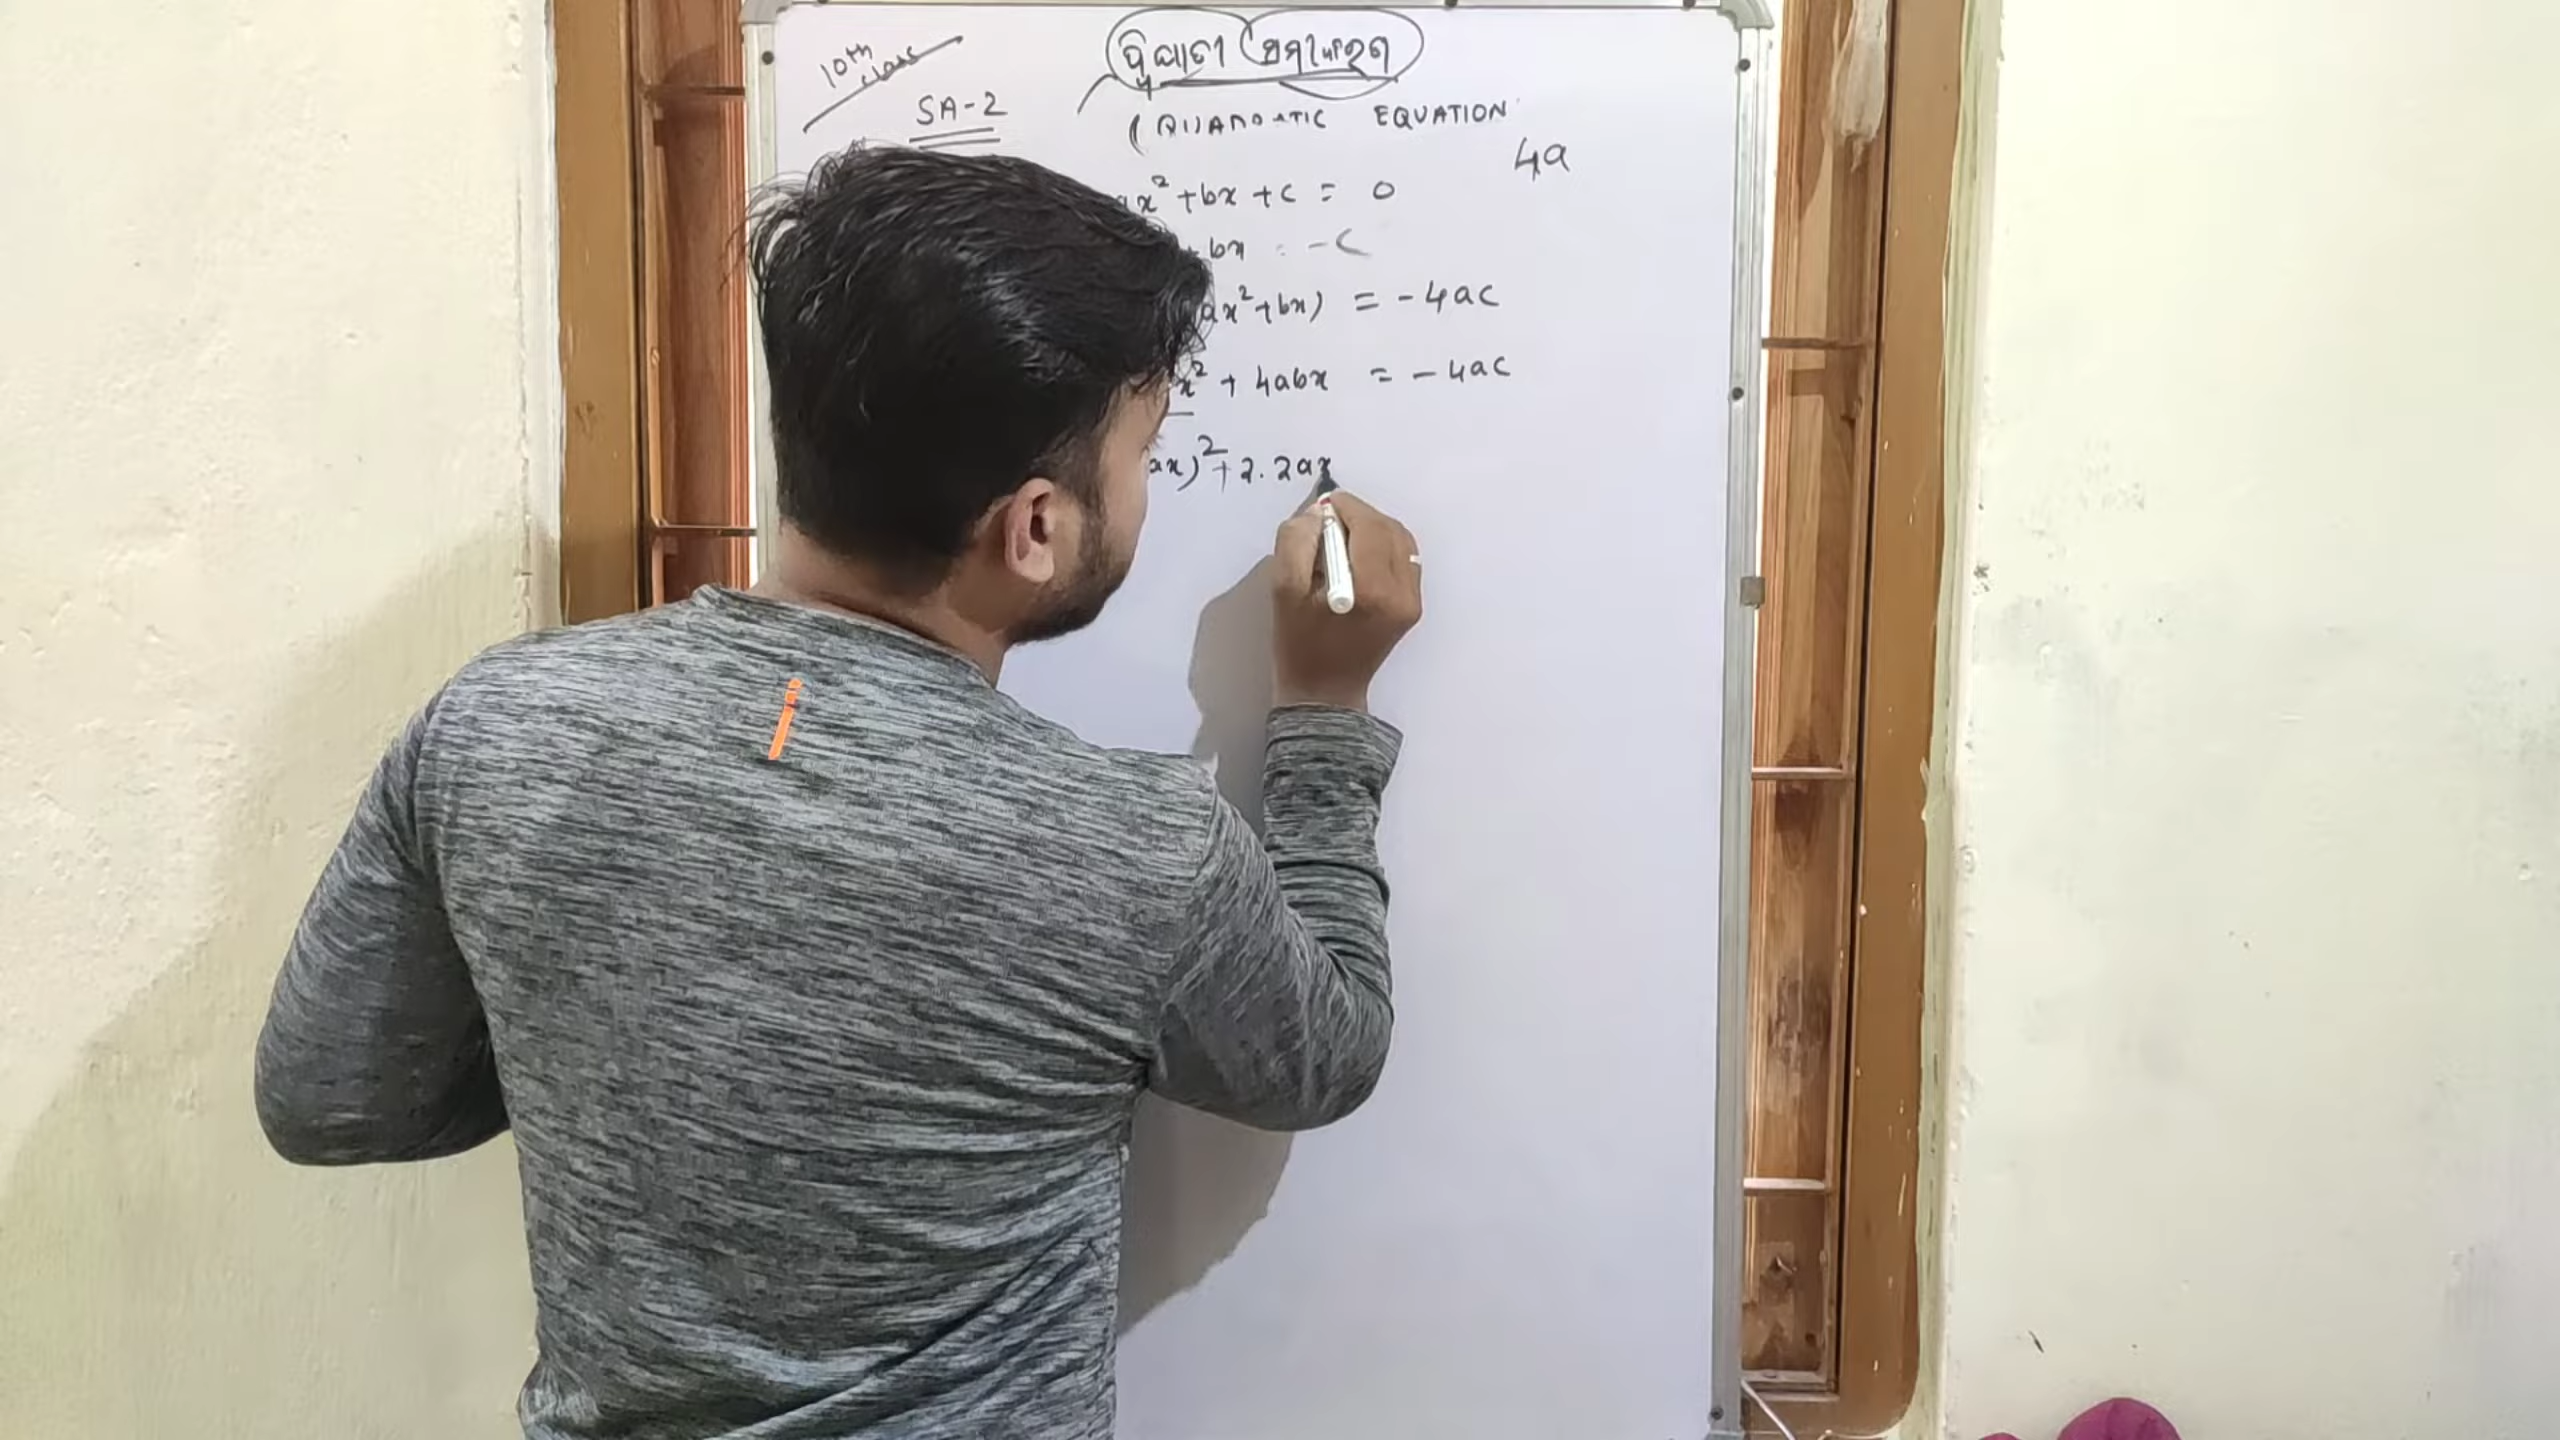 10th class
ଦ୍ୱିଘାତୀ ସମୀକରଣ
SA-2
(QUADRATIC EQUATION
4a
ax² + bx + c = 0
+ bx = -c
ax² + bx) = -4ac
x² + 4abx = -4ac
ax)² + 2.2ax